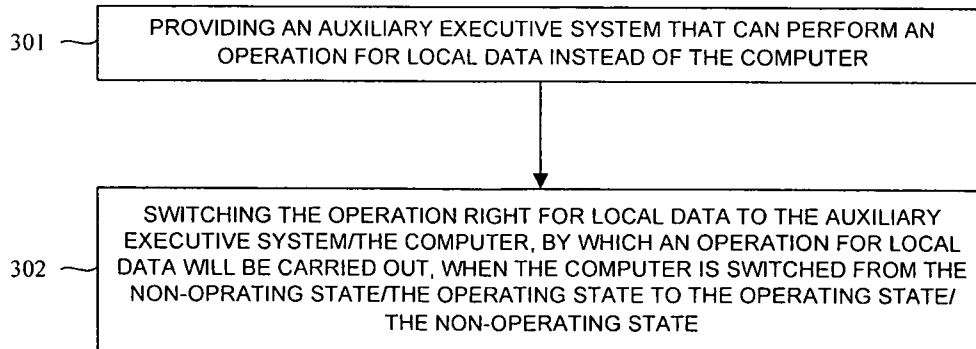 PROVIDING AN AUXILIARY EXECUTIVE SYSTEM THAT CAN PERFORM AN
301
OPERATION FOR LOCAL DATA INSTEAD OF THE COMPUTER
SWITCHING THE OPERATION RIGHT FOR LOCAL DATA TO THE AUXILIARY
EXECUTIVE SYSTEM/THE COMPUTER, BY WHICH AN OPERATION FOR LOCAL
302
DATA WILL BE CARRIED OUT, WHEN THE COMPUTER IS SWITCHED FROM THE
NON-OPRATING STATE/THE OPERATING STATE TO THE OPERATING STATE/
THE NON-OPERATING STATE